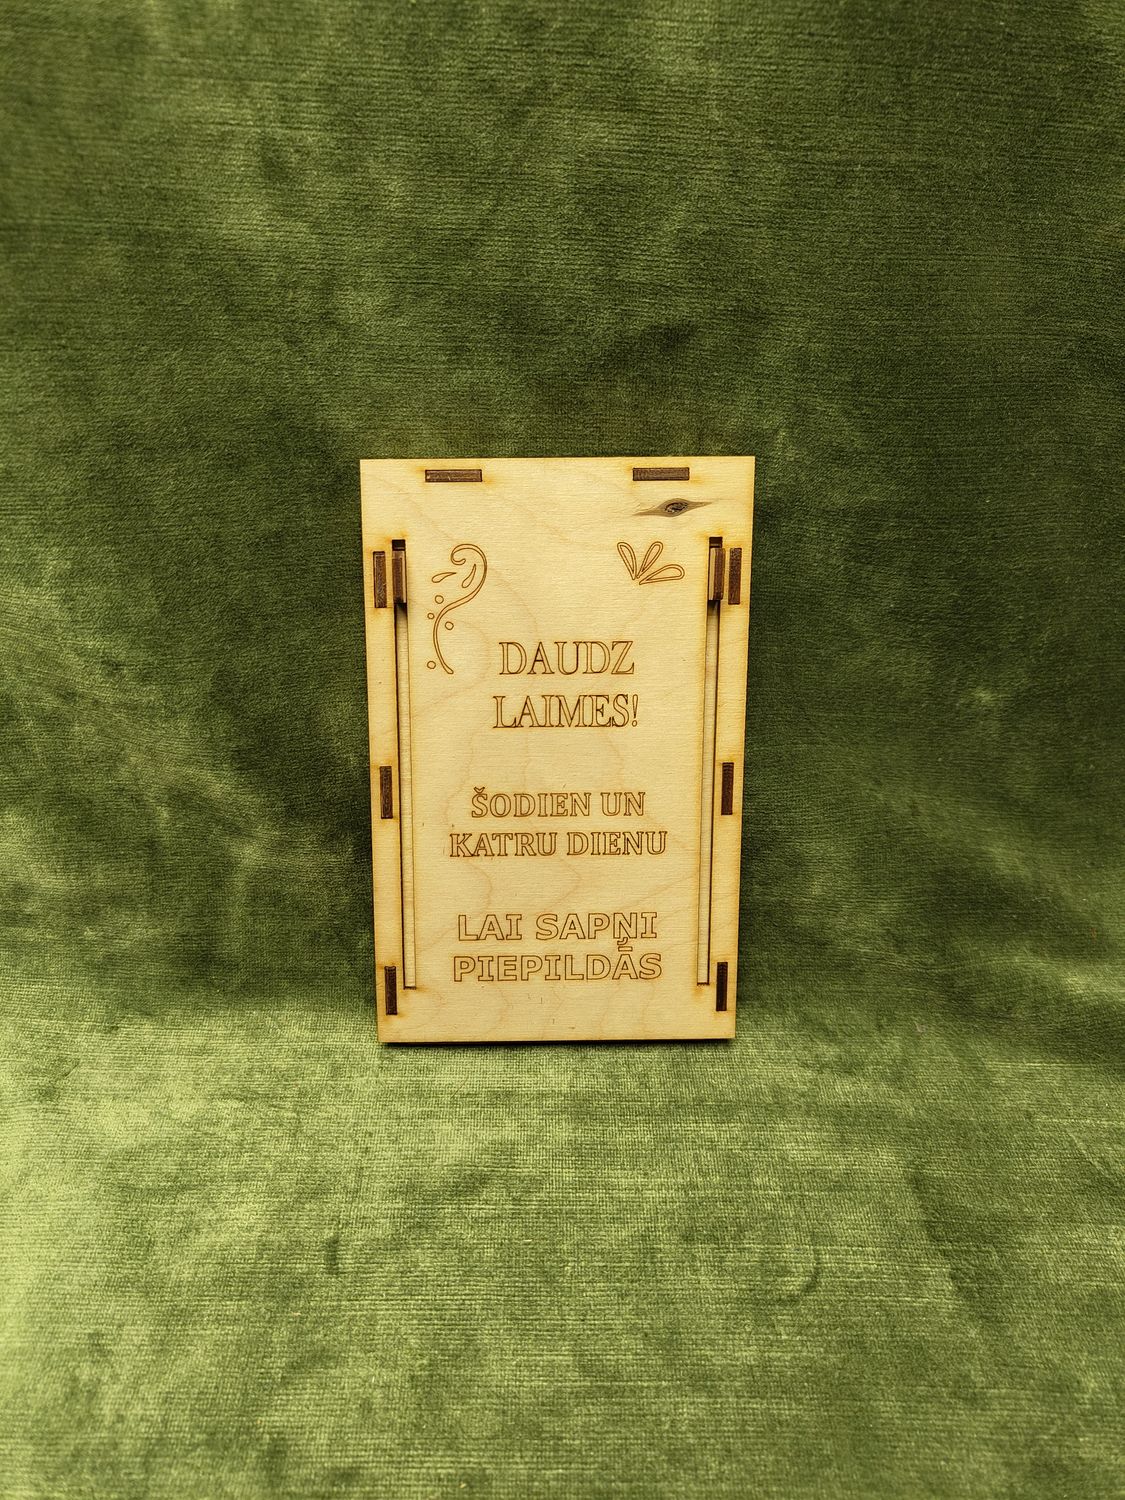 DAUDZ
LAIMES!
ŠODIEN UN
KATRU DIENU
LAI SAPŅI
PIEPILDĀS